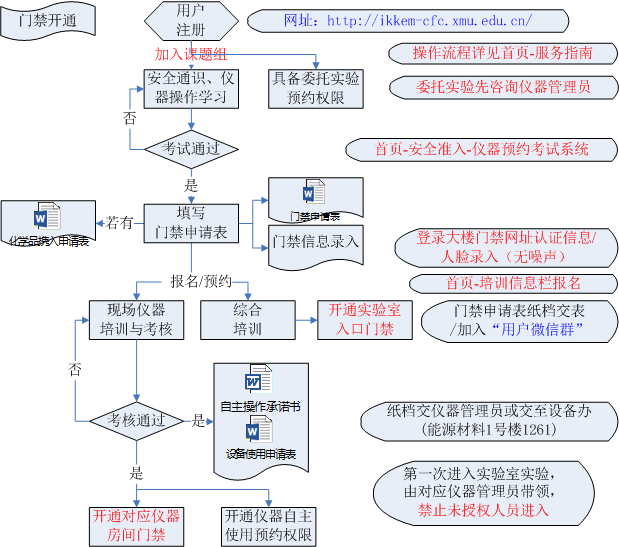 门禁开通
用户
注册
网址：http://ikkem-cfc.xmu.edu.cn/
加入课题组
操作流程详见首页-服务指南
安全通识、仪
器操作学习
具备委托实验
预约权限
委托实验先咨询仪器管理员
否
考试通过
首页-安全准入-仪器预约考试系统
是
化学品携入申请表
若有
填写
门禁申请表
门禁申请表
门禁信息录入
登录大楼门禁网址认证信息/
人脸录入（无噪声）
报名/预约
首页-培训信息栏报名
现场仪器
培训与考核
综合
培训
开通实验室
入口门禁
门禁申请表纸档交表
/加入“用户微信群”
否
考核通过
是
自主操作承诺书
设备使用申请表
纸档交仪器管理员或交至设备办
(能源材料1号楼1261)
是
第一次进入实验室实验，
由对应仪器管理员带领，
禁止未授权人员进入
开通对应仪器
房间门禁
开通仪器自主
使用预约权限